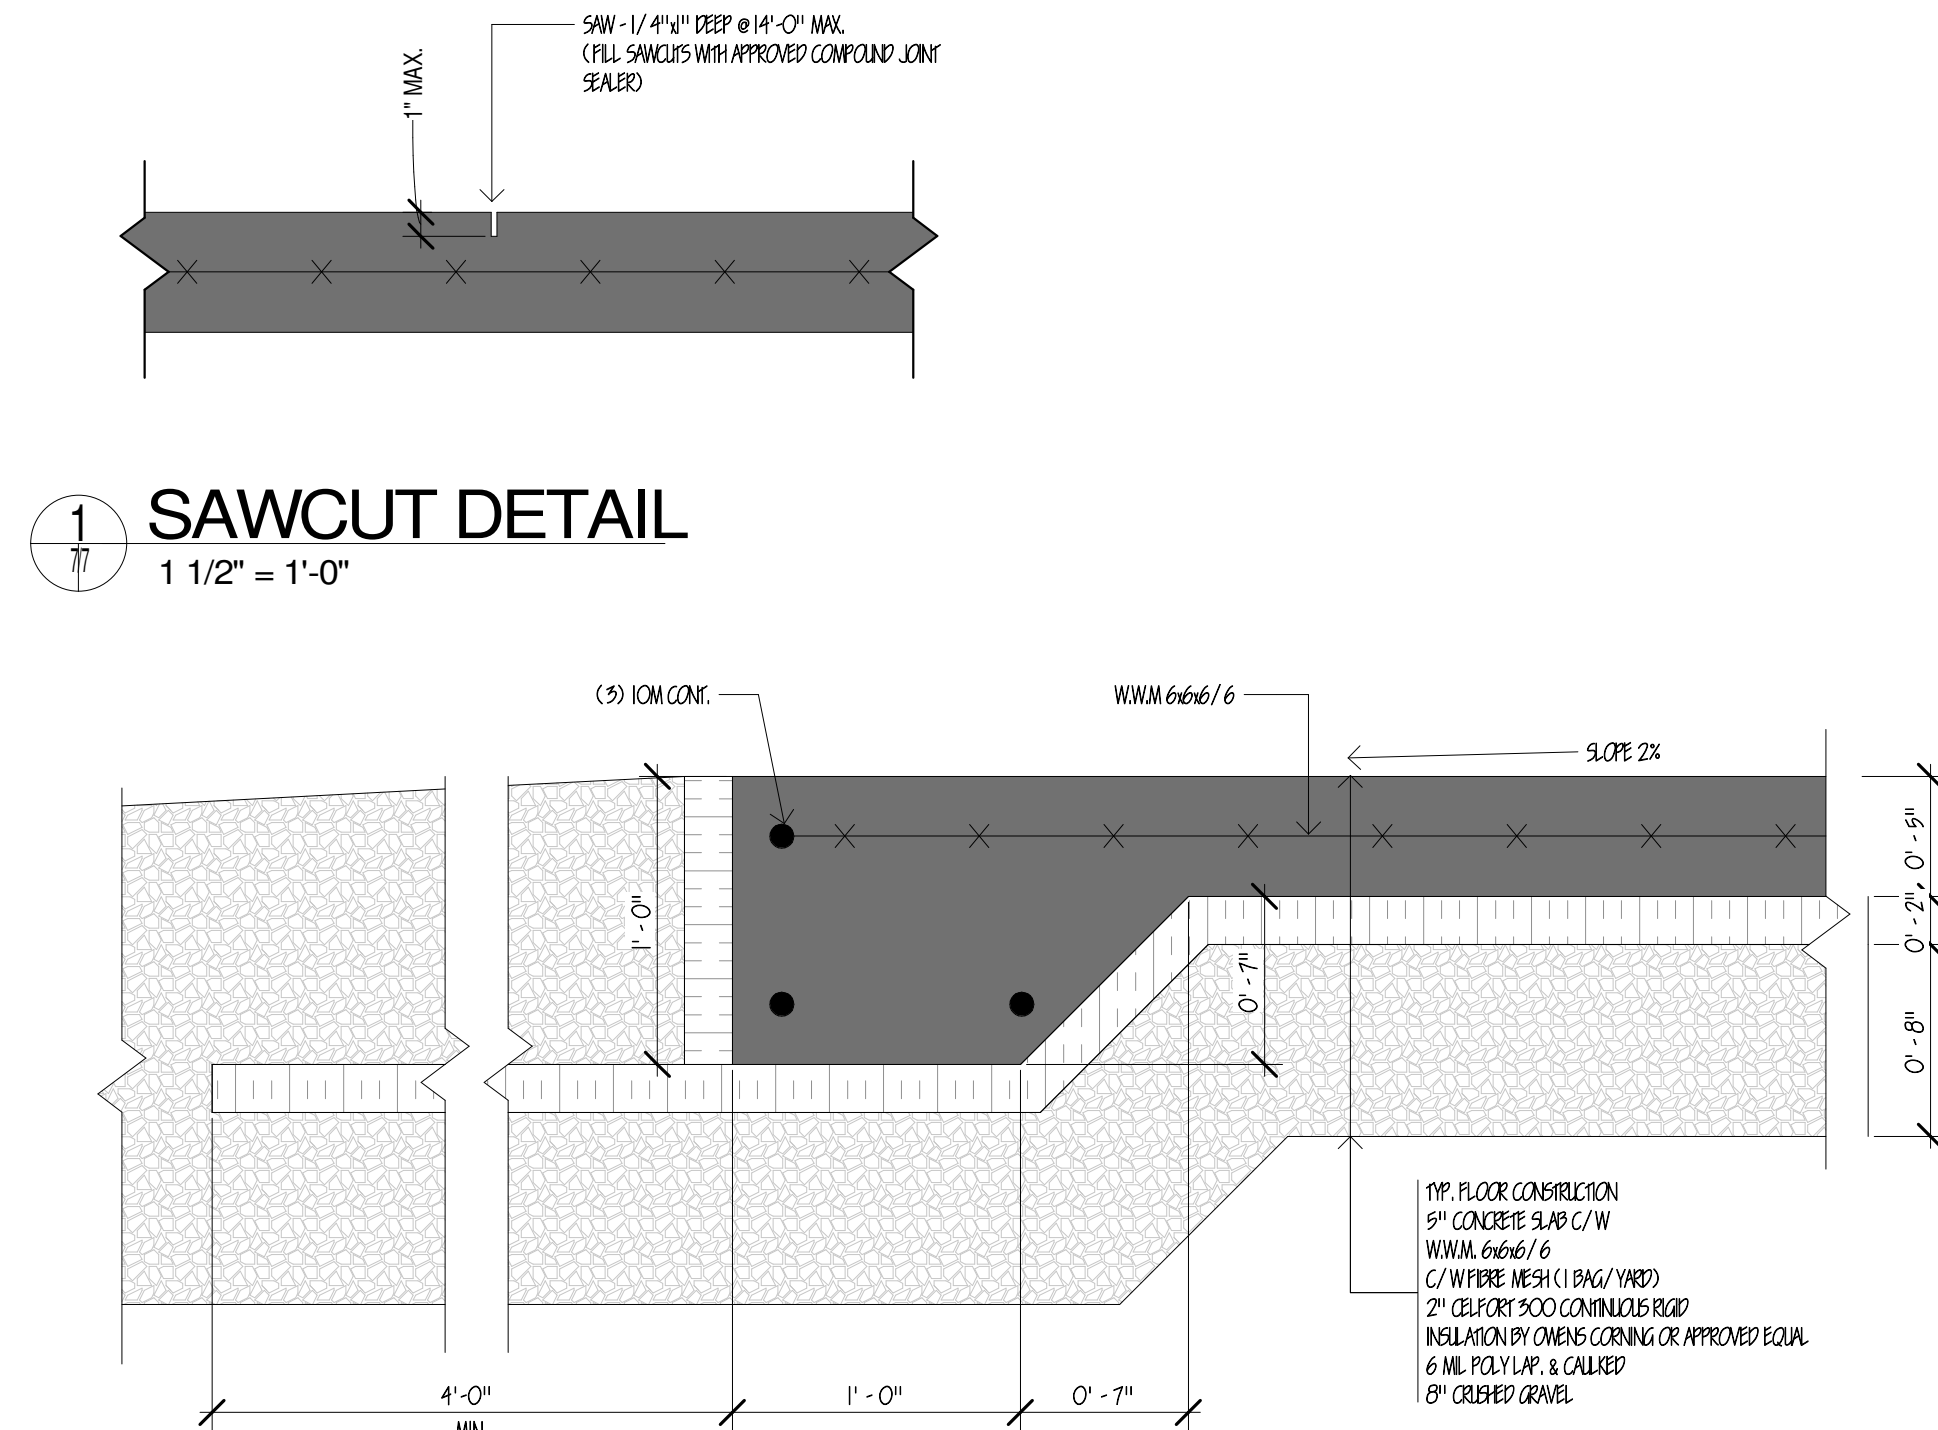 SAW - 1/4"x1" DEEP @ 14'-0" MAX.
(FILL SAWCUTS WITH APPROVED COMPOUND JOINT
SEALER)
1" MAX.
1
7/7
SAWCUT DETAIL
1 1/2" = 1'-0"
(3) 10M CONT.
W.W.M 6x6x6/6
SLOPE 2%
1' - 0"
0' - 7"
0' - 5"
0' - 2"
0' - 8"
TYP. FLOOR CONSTRUCTION
5" CONCRETE SLAB C/W
W.W.M. 6x6x6/6
C/W FIBRE MESH (1 BAG/YARD)
2" CELFORT 300 CONTINUOUS RIGID
INSULATION BY OWENS CORNING OR APPROVED EQUAL
6 MIL POLY LAP. & CAULKED
8" CRUSHED GRAVEL
4'-0"
MIN
1' - 0"
0' - 7"